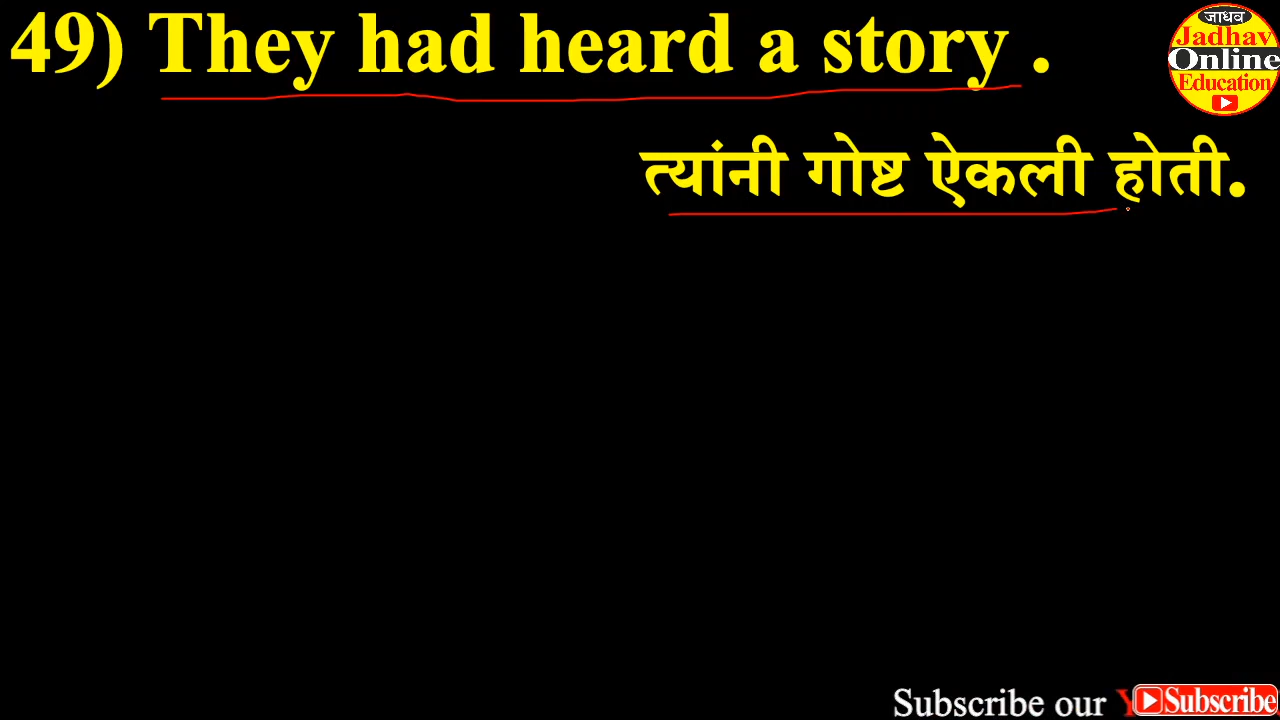 49) They had heard a story .
त्यांनी गोष्ट ऐकली होती.
जाधव
Jadhav
Online
Education
Subscribe our Y
Subscribe